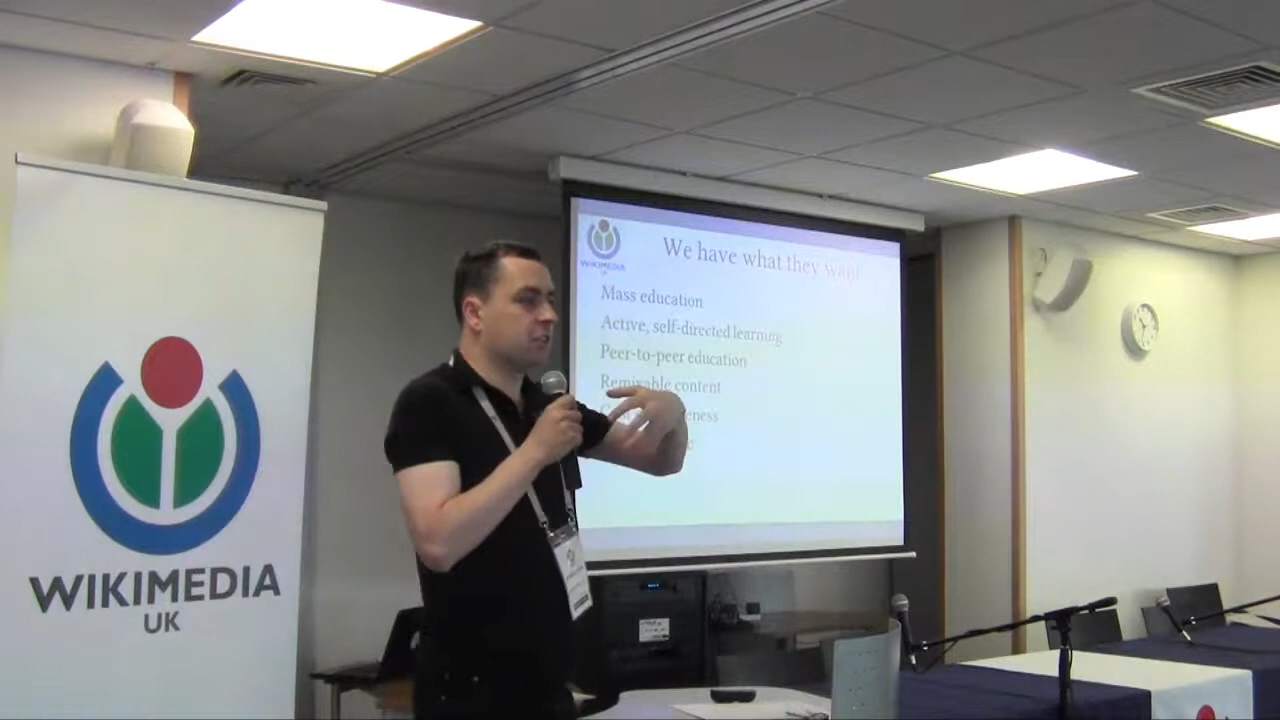 WIKIMEDIA
UK
WIKIMEDIA
UK
We have what they want
Mass education
Active, self-directed learning
Peer-to-peer education
Remixable content